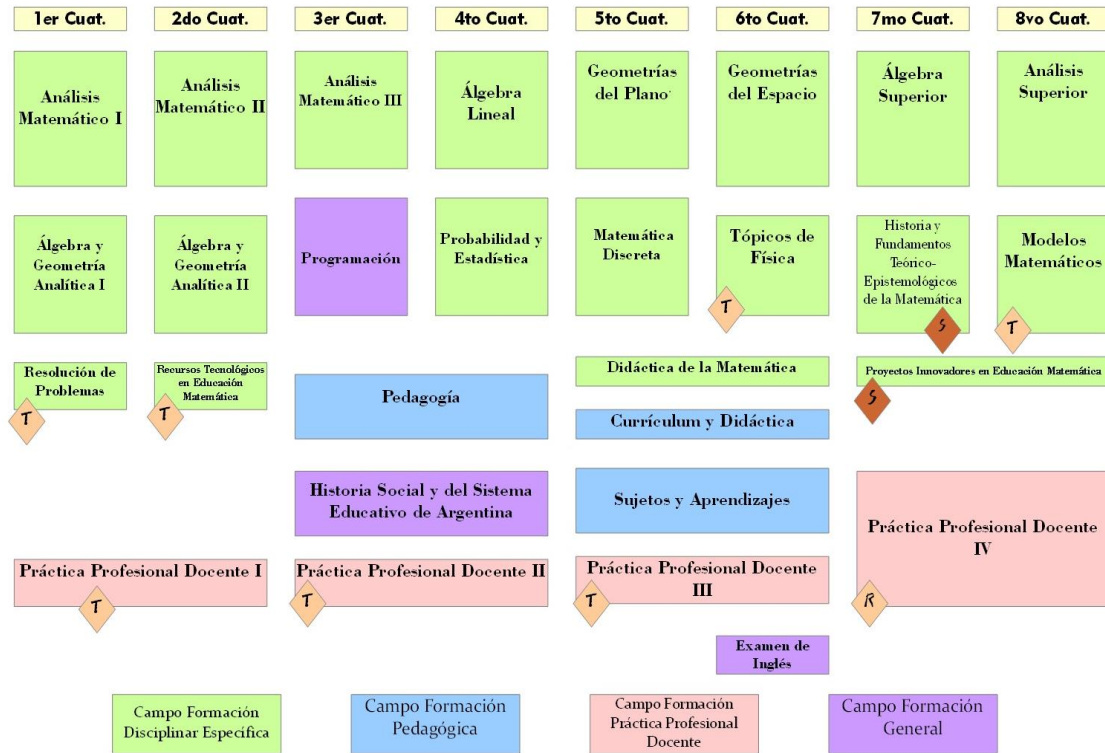 1er Cuat.
2do Cuat.
3er Cuat.
4to Cuat.
5to Cuat.
6to Cuat.
7mo Cuat.
8vo Cuat.
Análisis
Matemático I
Análisis
Matemático II
Análisis
Matemático III
Álgebra
Lineal
Geometrías
del Plano
Geometrías
del Espacio
Álgebra
Superior
Análisis
Superior
Álgebra y
Geometría
Analítica I
Álgebra y
Geometría
Analítica II
Programación
Probabilidad y
Estadística
Matemática
Discreta
Tópicos de
Física
T
Historia y
Fundamentos
Teórico-
Epistemológicos
de la Matemática
S
Modelos
Matemáticos
T
Resolución de
Problemas
T
Recursos Tecnológicos
en Educación
Matemática
T
Pedagogía
Didáctica de la Matemática
Proyectos Innovadores en Educación Matemática
S
Currículum y Didáctica
Historia Social y del Sistema
Educativo de Argentina
Sujetos y Aprendizajes
Práctica Profesional Docente
IV
R
Práctica Profesional Docente I
T
Práctica Profesional Docente II
T
Práctica Profesional Docente
III
T
Examen de
Inglés
Campo Formación
Disciplinar Específica
Campo Formación
Pedagógica
Campo Formación
Práctica Profesional
Docente
Campo Formación
General